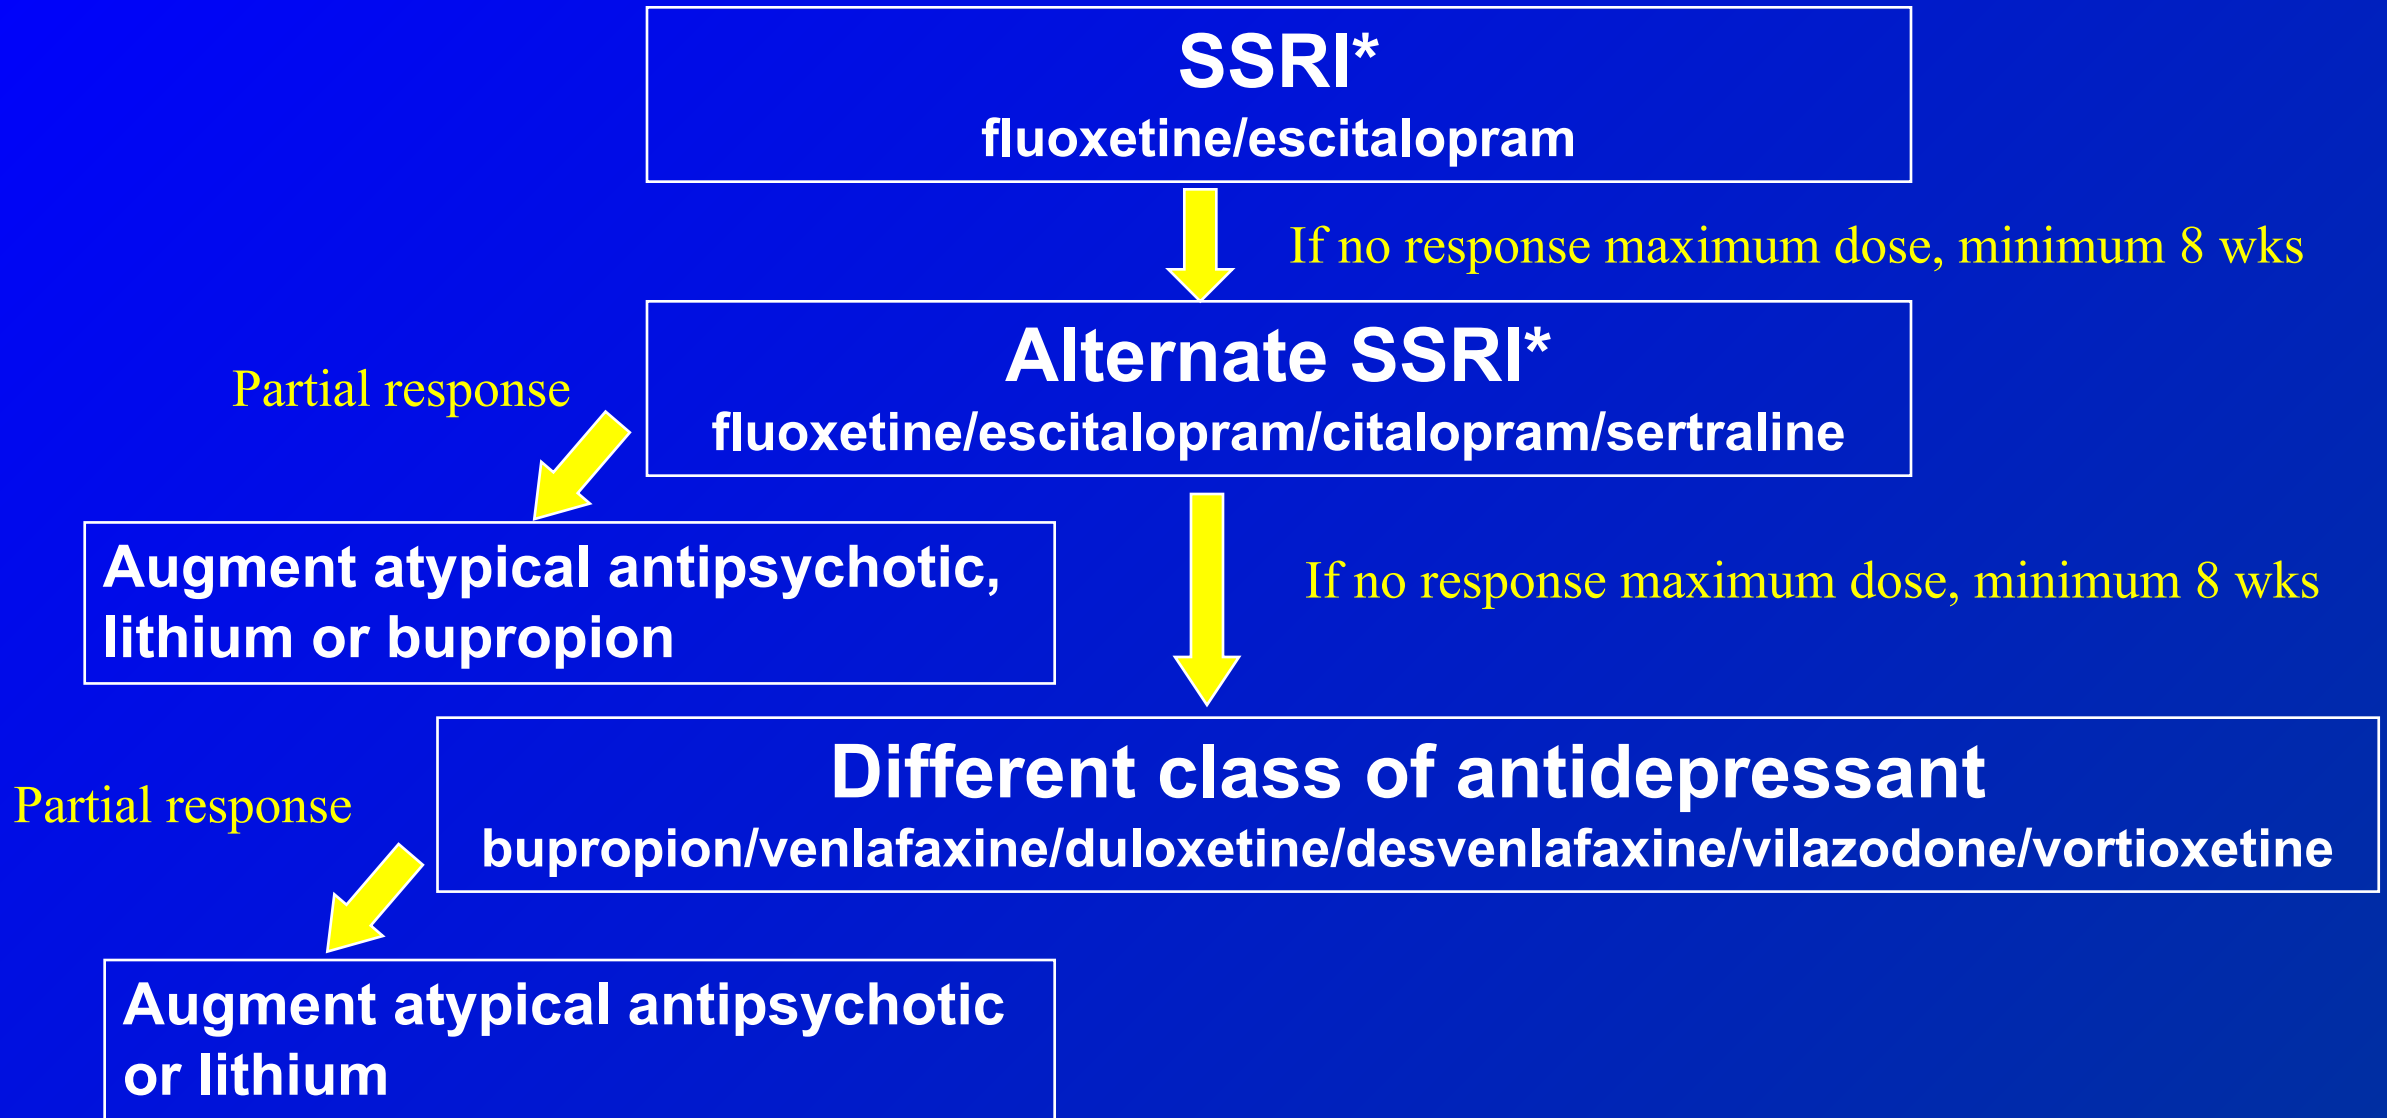 SSRI*
fluoxetine/escitalopram
If no response maximum dose, minimum 8 wks
Alternate SSRI*
fluoxetine/escitalopram/citalopram/sertraline
Partial response
Augment atypical antipsychotic,
lithium or bupropion
If no response maximum dose, minimum 8 wks
Different class of antidepressant
bupropion/venlafaxine/duloxetine/desvenlafaxine/vilazodone/vortioxetine
Partial response
Augment atypical antipsychotic
or lithium